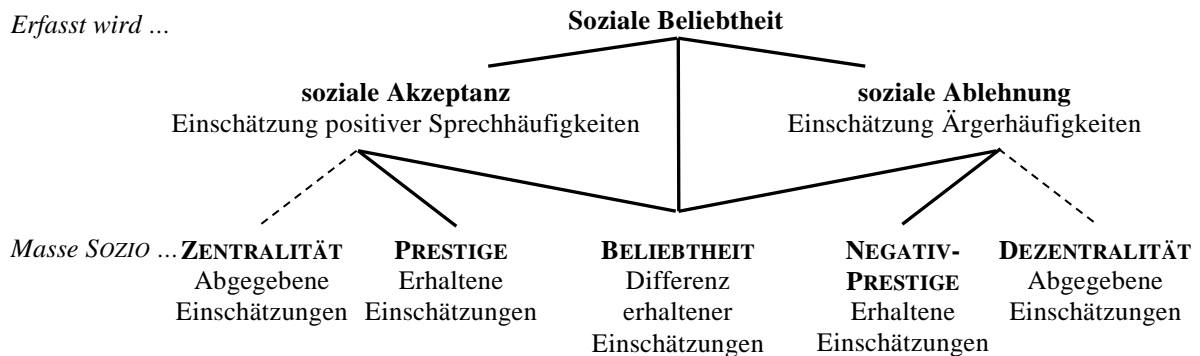 Erfasst wird ...
Soziale Beliebtheit
soziale Akzeptanz
Einschätzung positiver Sprechhäufigkeiten
soziale Ablehnung
Einschätzung Ärgerhäufigkeiten
Masse SOZIO ...
ZENTRALITÄT
Abgegebene
Einschätzungen
PRESTIGE
Erhaltene
Einschätzungen
BELIEBTHEIT
Differenz
erhaltener
Einschätzungen
NEGATIV-
PRESTIGE
Erhaltene
Einschätzungen
DEZENTRALITÄT
Abgegebene
Einschätzungen